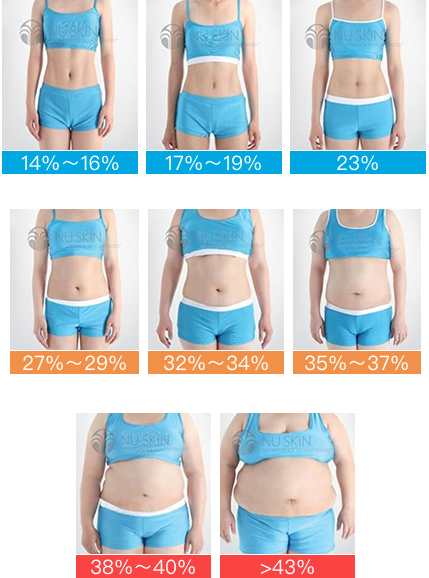 NU SKIN
NU SKIN
NU SKIN
14%～16%
17%～19%
23%
NU SKIN
NU SKIN
NU SKIN
27%～29%
32%～34%
35%～37%
NU SKIN
NU SKIN
38%～40%
>43%